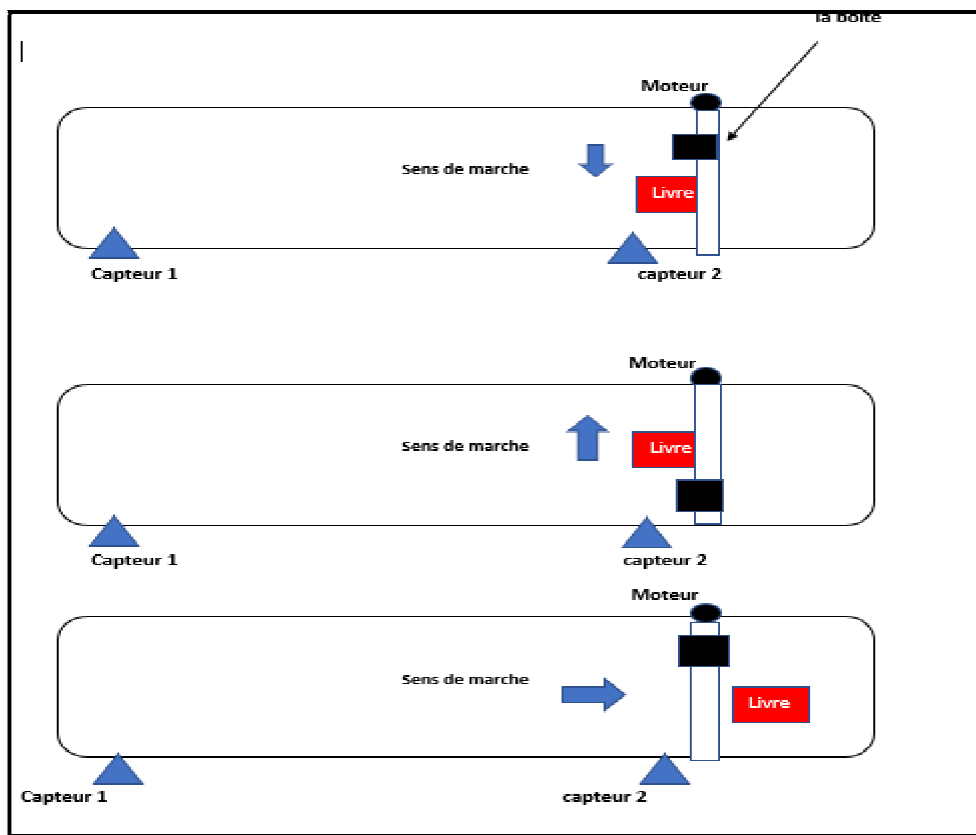 la boîte
Moteur
Sens de marche
Livre
Capteur 1
capteur 2
Moteur
Sens de marche
Livre
Capteur 1
capteur 2
Moteur
Sens de marche
Livre
Capteur 1
capteur 2